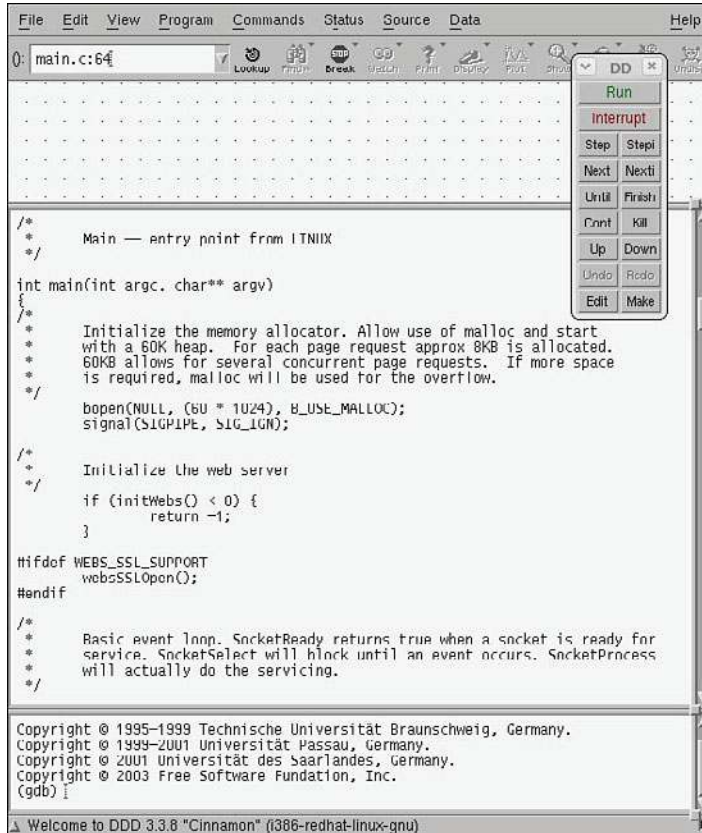 File Edit View Program Commands Status Source Data Help
(): main.c:64 Lookup Break Print Display Plot
DD
Run
Interrupt
Step Stepi
Next Nexti
Until Finish
Cont Kill
Up Down
Undo Redo
Edit Make
/*
* Main — entry point from LINUX
*/
int main(int argc, char** argv)
{
/*
* Initialize the memory allocator. Allow use of malloc and start
* with a 60K heap. For each page request approx 8KB is allocated.
* 60KB allows for several concurrent page requests. If more space
* is required, malloc will be used for the overflow.
*/
bopen(NULL, (60 * 1024), B_USE_MALLOC);
signal(SIGPIPE, SIG_IGN);
/*
* Initialize the web server
*/
if (initWebs() < 0) {
return -1;
}
#ifdef WEBS_SSL_SUPPORT
websSSLOpen();
#endif
/*
* Basic event loop. SocketReady returns true when a socket is ready for
* service. SocketSelect will block until an event occurs. SocketProcess
* will actually do the servicing.
*/
Copyright © 1995-1999 Technische Universität Braunschweig, Germany.
Copyright © 1999-2001 Universität Passau, Germany.
Copyright © 2001 Universität des Saarlandes, Germany.
Copyright © 2003 Free Software Fundation, Inc.
(gdb)
Welcome to DDD 3.3.8 "Cinnamon" (i386-redhat-linux-gnu)